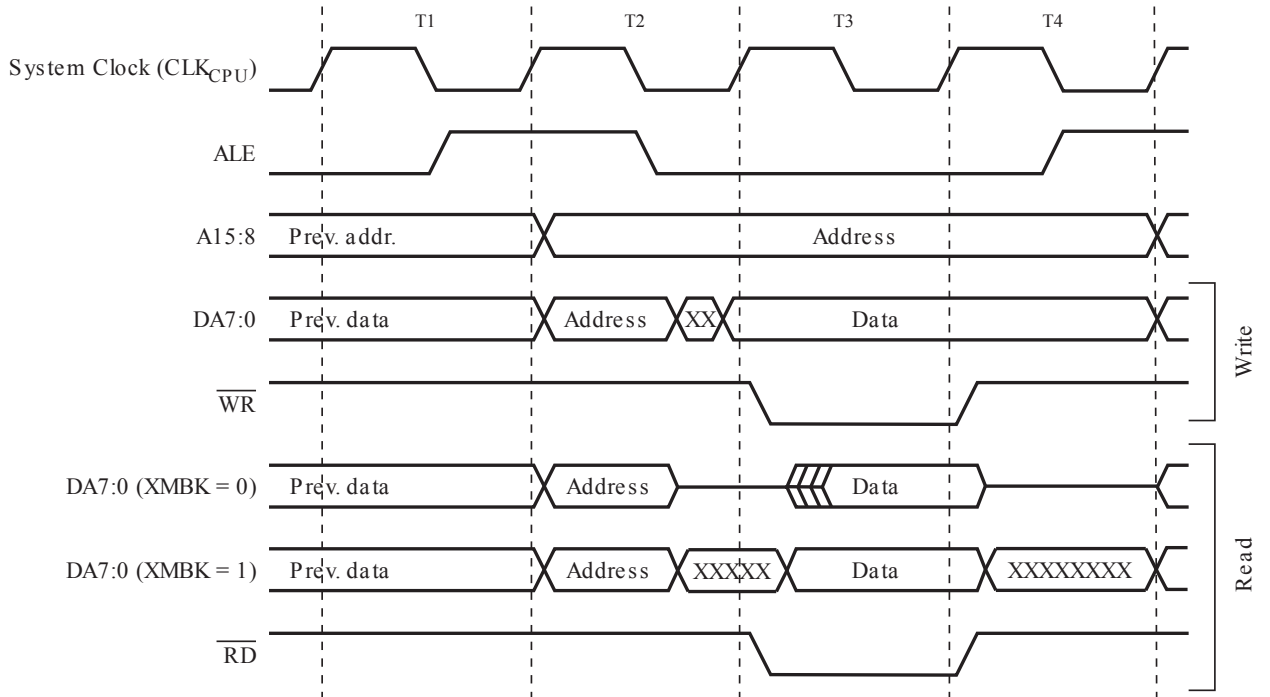 T1 T2 T3 T4
System Clock (CLKCPU)
ALE
A15:8 Prev. addr. Address
DA7:0 Prev. data Address XX Data
WR
Write
DA7:0 (XMBK = 0) Prev. data Address Data
DA7:0 (XMBK = 1) Prev. data Address XXXXX Data XXXXXXXX
RD
Read